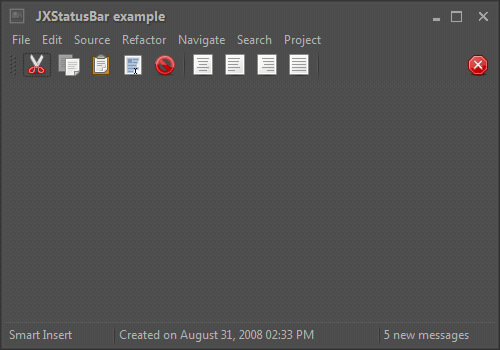 JXStatusBar example
File Edit Source Refactor Navigate Search Project
Smart Insert Created on August 31, 2008 02:33 PM 5 new messages